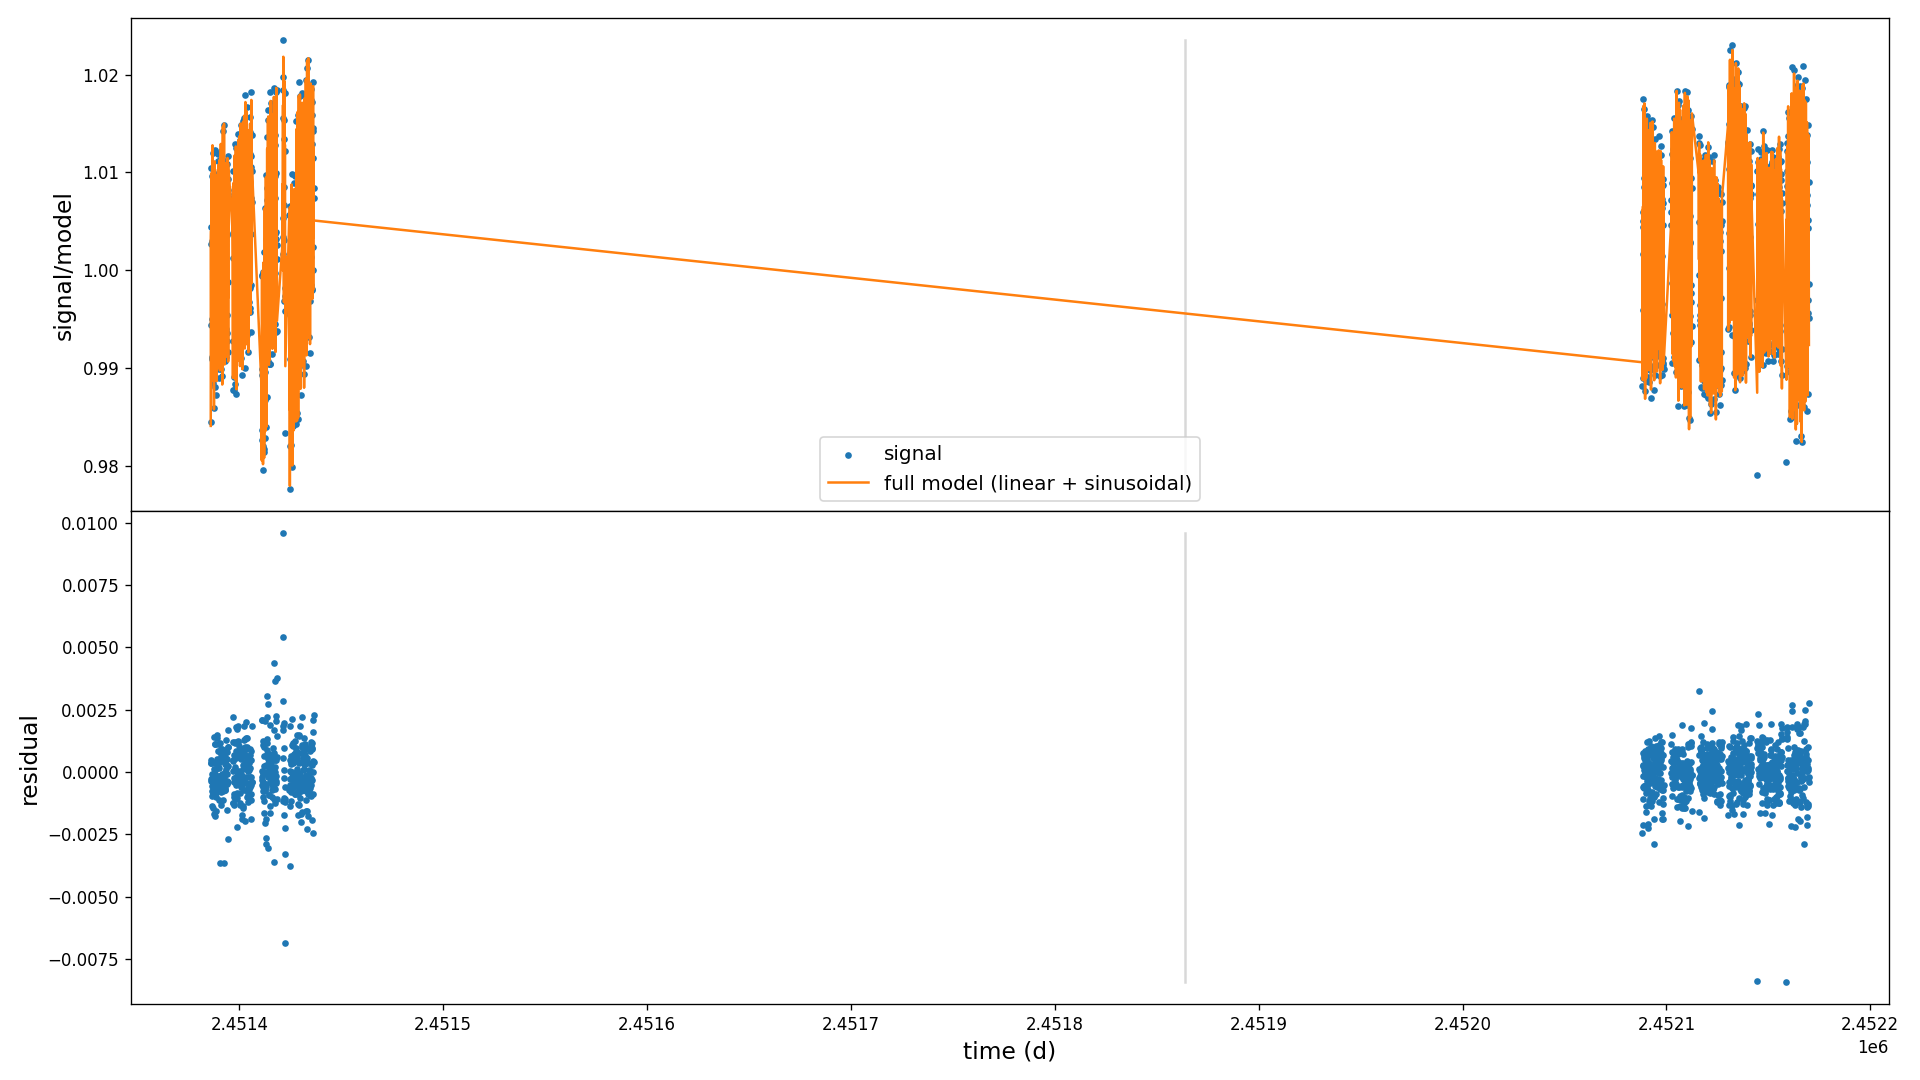 signal/model
1.02
1.01
1.00
0.99
0.98
signal
full model (linear + sinusoidal)
residual
0.0100
0.0075
0.0050
0.0025
0.0000
−0.0025
−0.0050
−0.0075
2.4514 2.4515 2.4516 2.4517 2.4518 2.4519 2.4520 2.4521 2.4522
1e6
time (d)